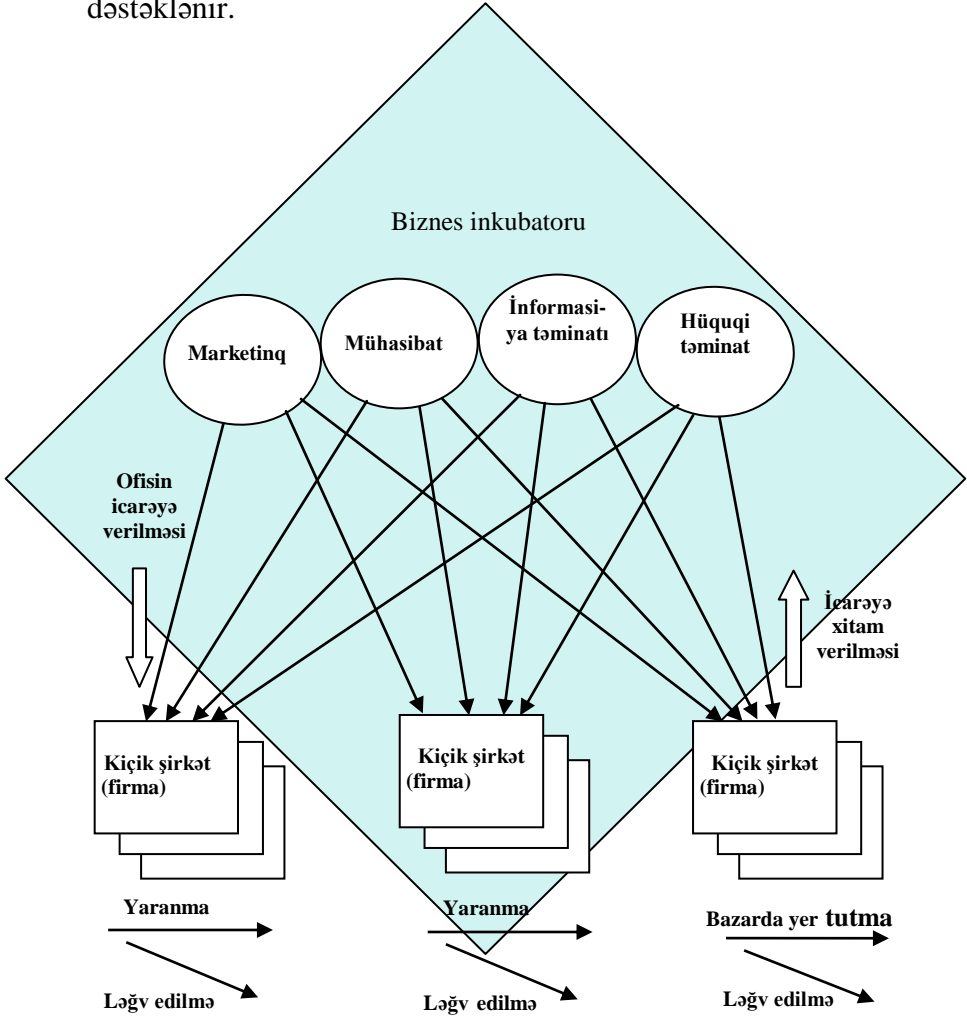 dəstəklənir.
Biznes inkubatoru
Marketinq
Mühasibat
İnformasi-
ya təminatı
Hüquqi
təminat
Ofisin
icarəyə
verilməsi
İcarəyə
xitam
verilməsi
Kiçik şirkət
(firma)
Kiçik şirkət
(firma)
Kiçik şirkət
(firma)
Yaranma
Yaranma
Bazarda yer tutma
Ləğv edilmə
Ləğv edilmə
Ləğv edilmə